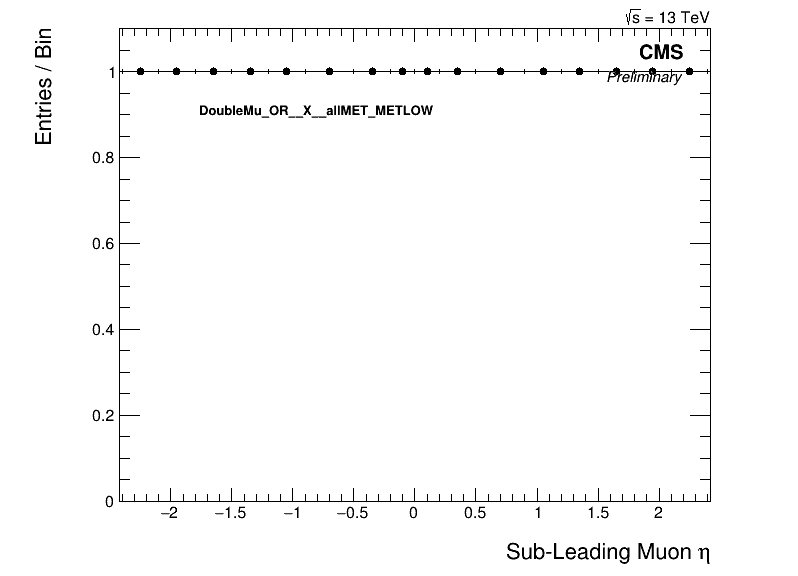 √s = 13 TeV
CMS
Preliminary
Entries / Bin
DoubleMu_OR__X__allMET_METLOW
1
0.8
0.6
0.4
0.2
0
−2 −1.5 −1 −0.5 0 0.5 1 1.5 2
Sub-Leading Muon η